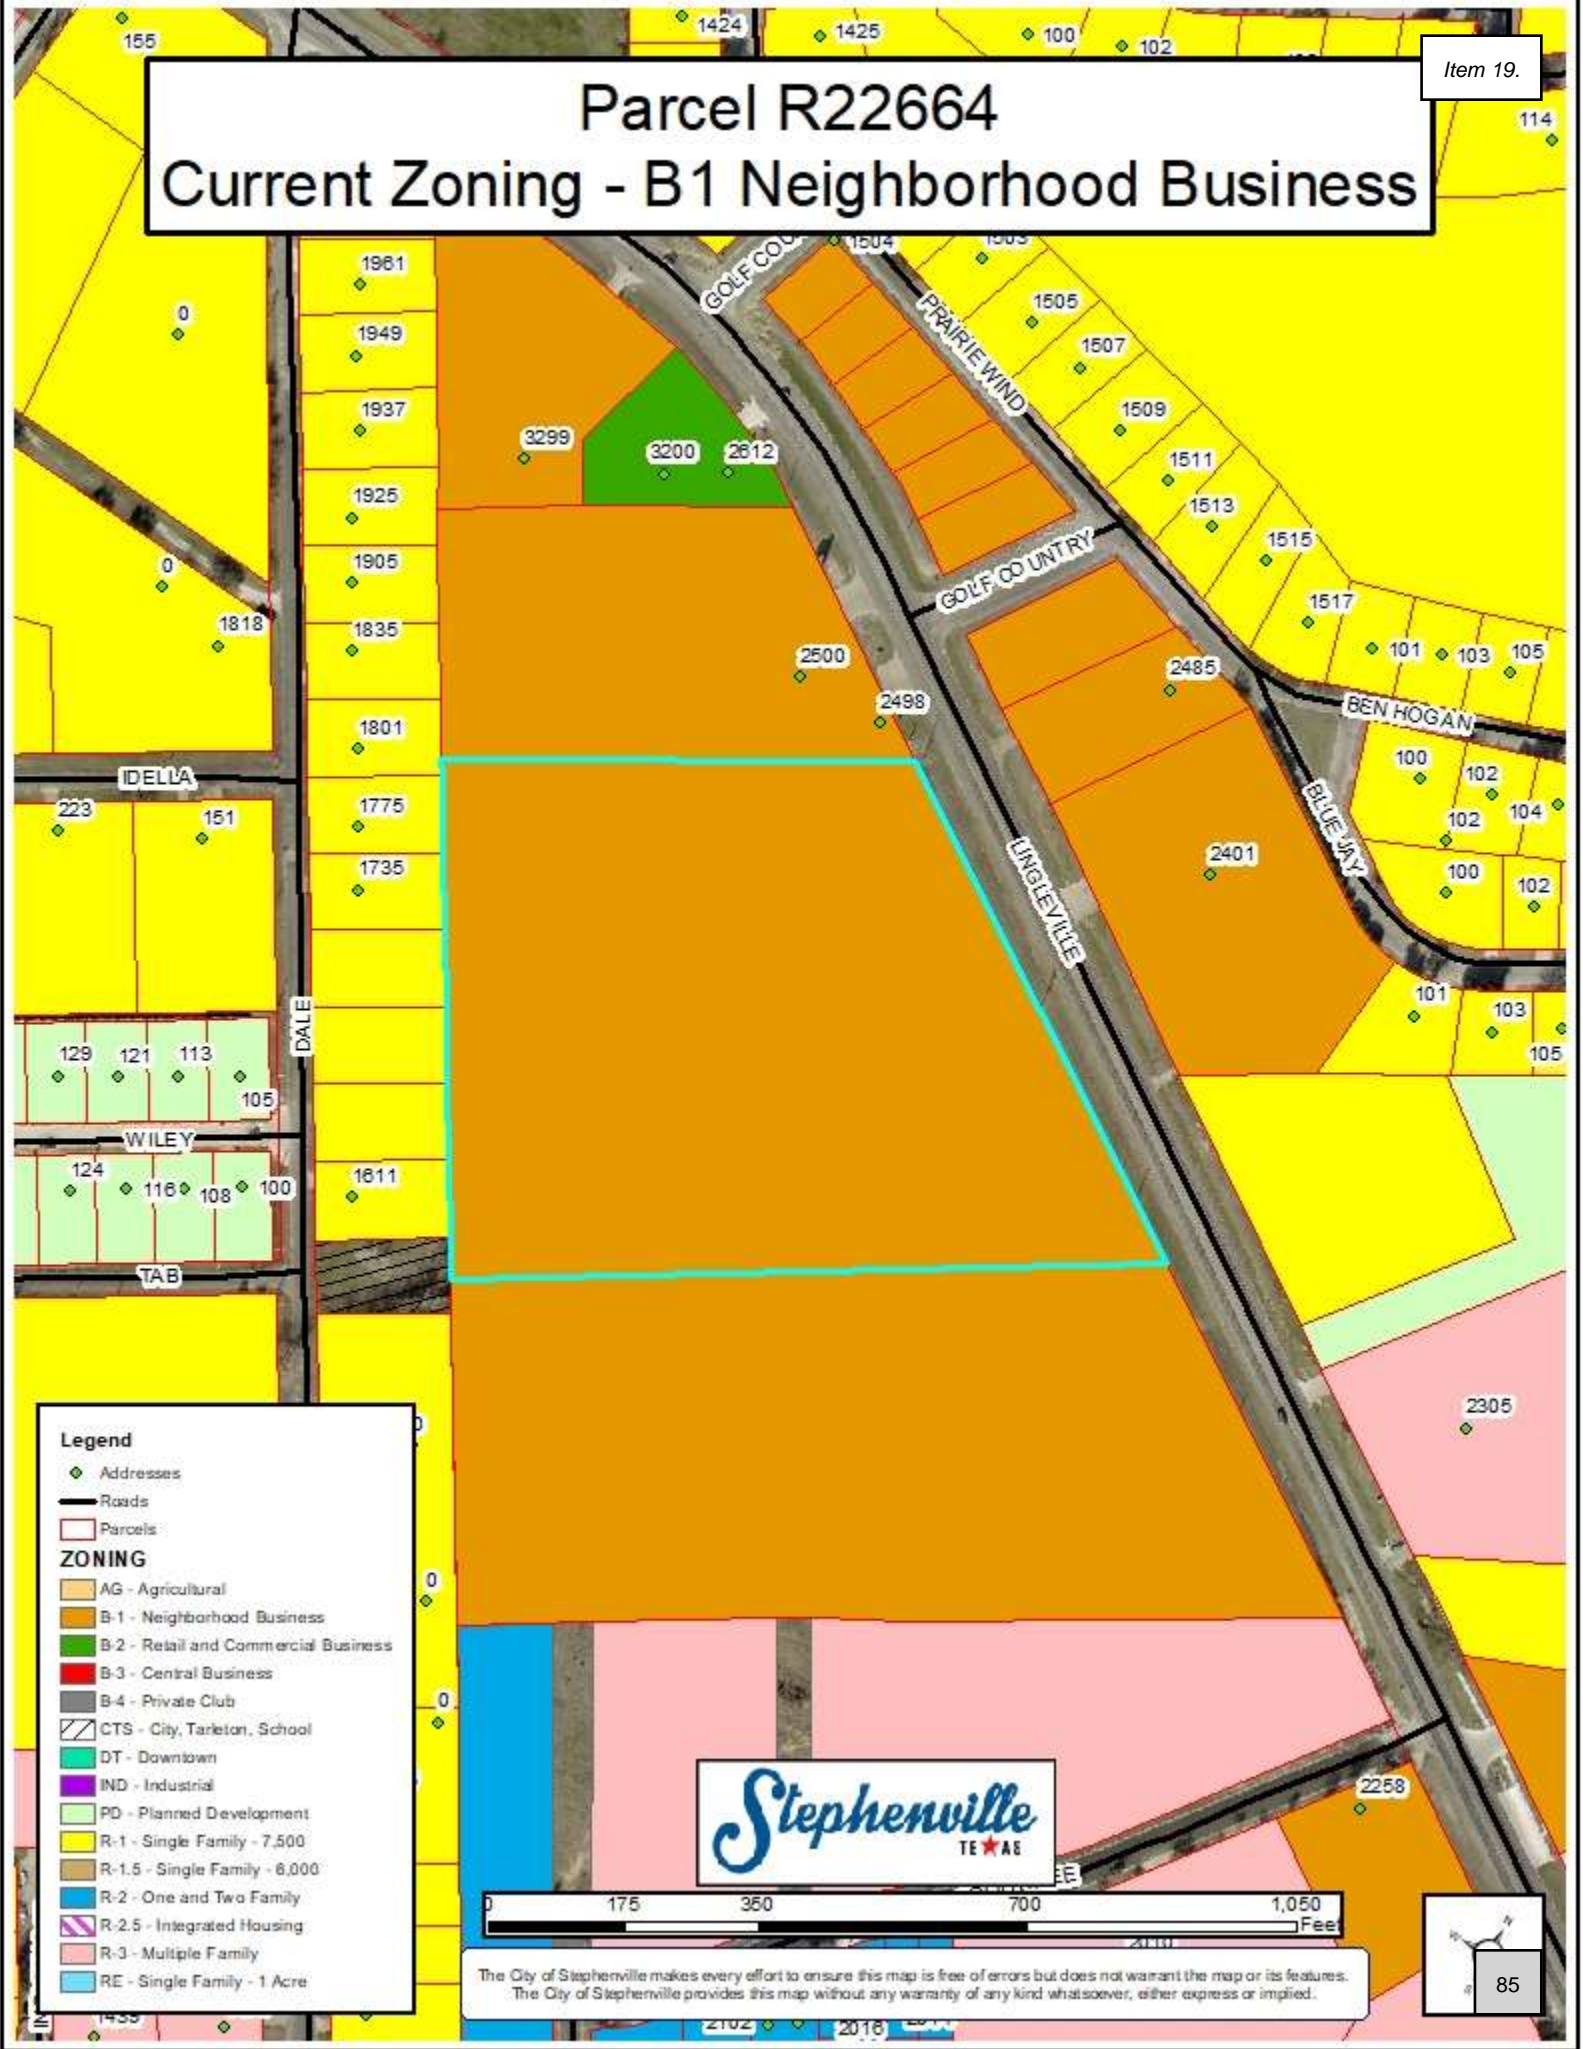 1424
1425
100
102
155
Item 19.
Parcel R22664
Current Zoning - B1 Neighborhood Business
114
1961
GOLF COU
1504
1503
0
1949
PRAIRIE WIND
1505
1507
1937
1509
3299
3200
2612
1511
1925
1513
1515
1905
GOLF COUNTRY
0
1818
1835
1517
101
103
105
2500
2485
2498
BEN HOGAN
1801
IDELLA
100
102
223
151
1775
BLUE JAY
102
104
1735
LINGLEVILLE
2401
100
102
DALE
101
103
105
129
121
113
105
WILEY
124
116
108
100
1611
TAB
2305
0
0
2258
Legend
Addresses
Roads
Parcels
ZONING
AG - Agricultural
B-1 - Neighborhood Business
B-2 - Retail and Commercial Business
B-3 - Central Business
B-4 - Private Club
CTS - City, Tarleton, School
DT - Downtown
IND - Industrial
PD - Planned Development
R-1 - Single Family - 7,500
R-1.5 - Single Family - 6,000
R-2 - One and Two Family
R-2.5 - Integrated Housing
R-3 - Multiple Family
RE - Single Family - 1 Acre
Stephenville
TEXAS
0 175 350 700 1,050
Feet
The City of Stephenville makes every effort to ensure this map is free of errors but does not warrant the map or its features.
The City of Stephenville provides this map without any warranty of any kind whatsoever, either express or implied.
N
85
1439
2102
2016